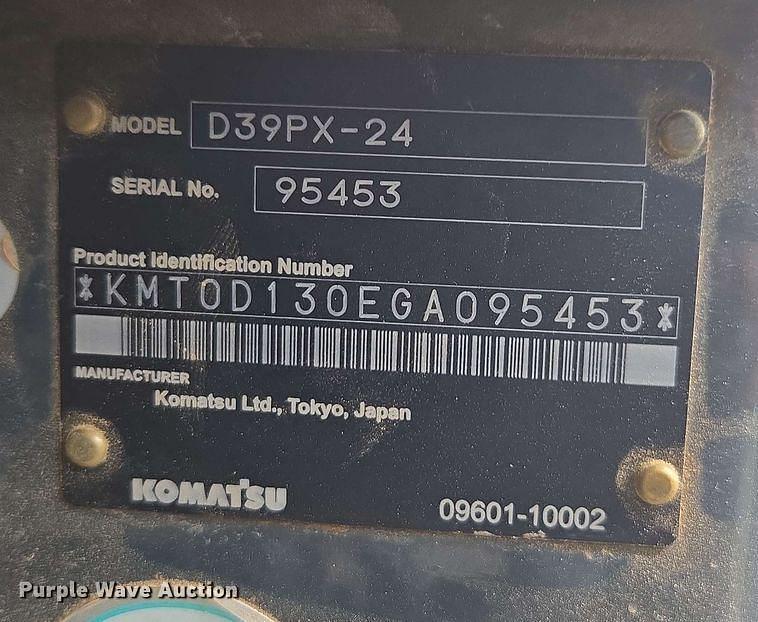 MODEL D39PX-24
SERIAL No. 95453
Product Identification Number
*KMT0D130EGA095453*
MANUFACTURER
Komatsu Ltd., Tokyo, Japan
KOMATSU
09601-10002
Purple Wave Auction